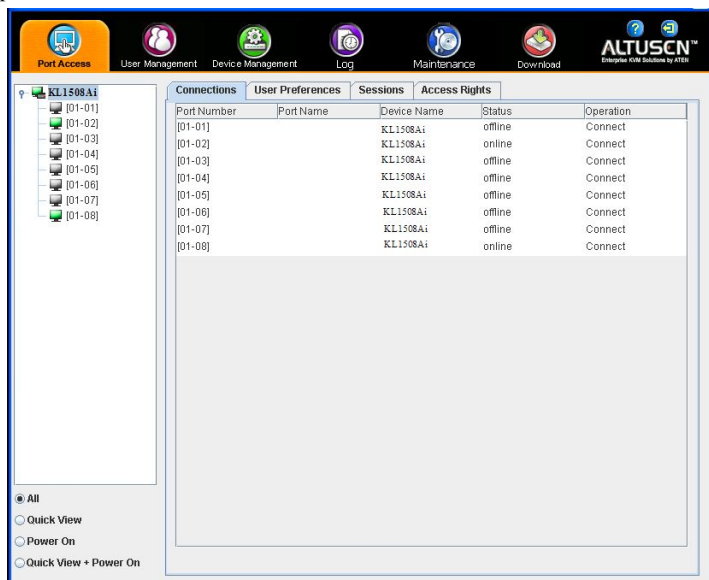 Port Access User Management Device Management Log Maintenance Download
ALTUSEN™
Enterprise KVM Solutions by ATEN
KL1508Ai
[01-01]
[01-02]
[01-03]
[01-04]
[01-05]
[01-06]
[01-07]
[01-08]
All
Quick View
Power On
Quick View + Power On
Connections User Preferences Sessions Access Rights
Port Number Port Name Device Name Status Operation
[01-01] KL1508Ai offline Connect
[01-02] KL1508Ai online Connect
[01-03] KL1508Ai offline Connect
[01-04] KL1508Ai offline Connect
[01-05] KL1508Ai offline Connect
[01-06] KL1508Ai offline Connect
[01-07] KL1508Ai offline Connect
[01-08] KL1508Ai online Connect